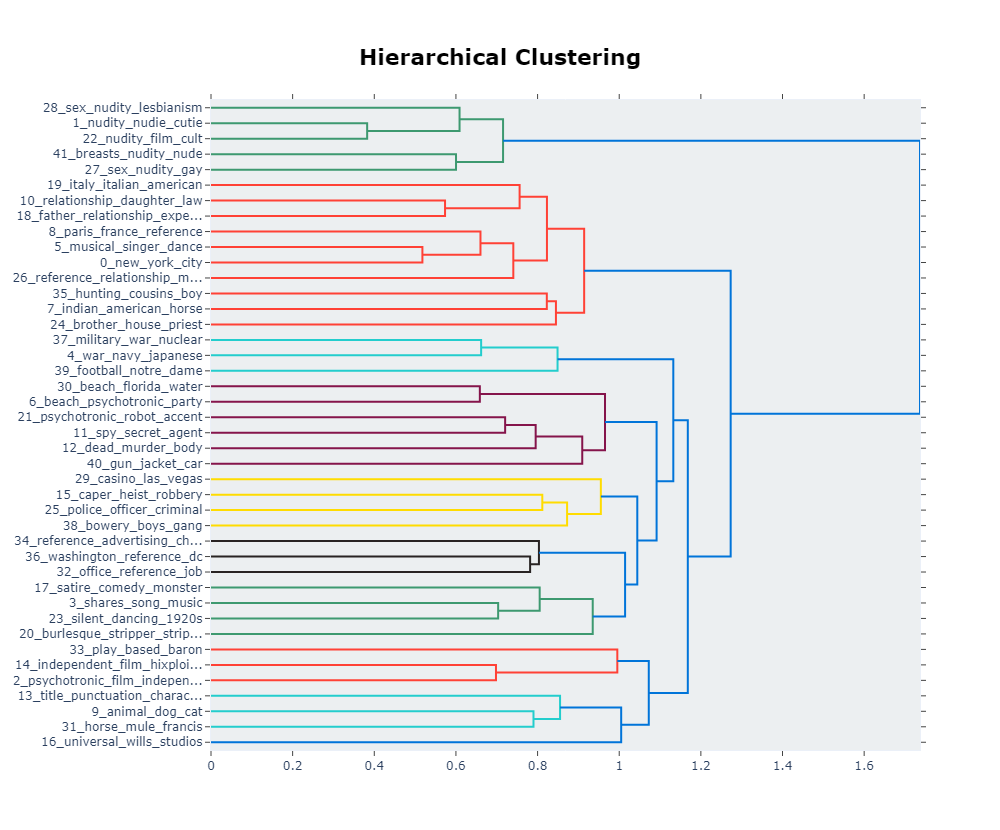 Hierarchical Clustering
28_sex_nudity_lesbianism
1_nudity_nudie_cutie
22_nudity_film_cult
41_breasts_nudity_nude
27_sex_nudity_gay
19_italy_italian_american
10_relationship_daughter_law
18_father_relationship_expe...
8_paris_france_reference
5_musical_singer_dance
0_new_york_city
26_reference_relationship_m...
35_hunting_cousins_boy
7_indian_american_horse
24_brother_house_priest
37_military_war_nuclear
4_war_navy_japanese
39_football_notre_dame
30_beach_florida_water
6_beach_psychotronic_party
21_psychotronic_robot_accent
11_spy_secret_agent
12_dead_murder_body
40_gun_jacket_car
29_casino_las_vegas
15_caper_heist_robbery
25_police_officer_criminal
38_bowery_boys_gang
34_reference_advertising_ch...
36_washington_reference_dc
32_office_reference_job
17_satire_comedy_monster
3_shares_song_music
23_silent_dancing_1920s
20_burlesque_stripper_strip...
33_play_based_baron
14_independent_film_hixploi...
2_psychotronic_film_indepen...
13_title_punctuation_charac...
9_animal_dog_cat
31_horse_mule_francis
16_universal_wills_studios
0 0.2 0.4 0.6 0.8 1 1.2 1.4 1.6